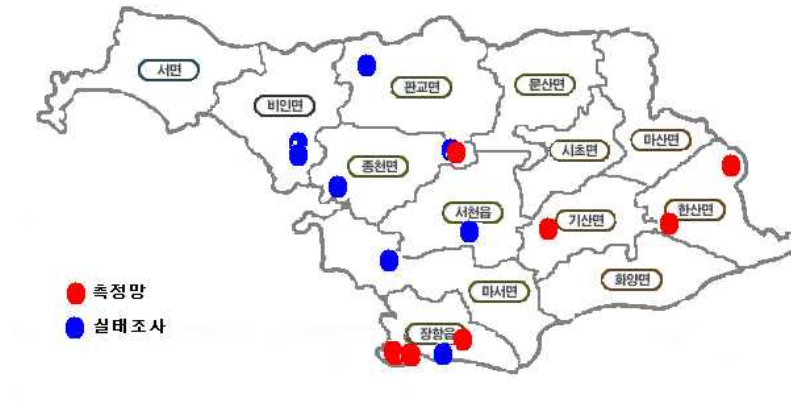 서면
비인면
판교면
문산면
종천면
시초면
마산면
서천읍
기산면
한산면
마서면
화양면
장항읍
측정망
실태조사